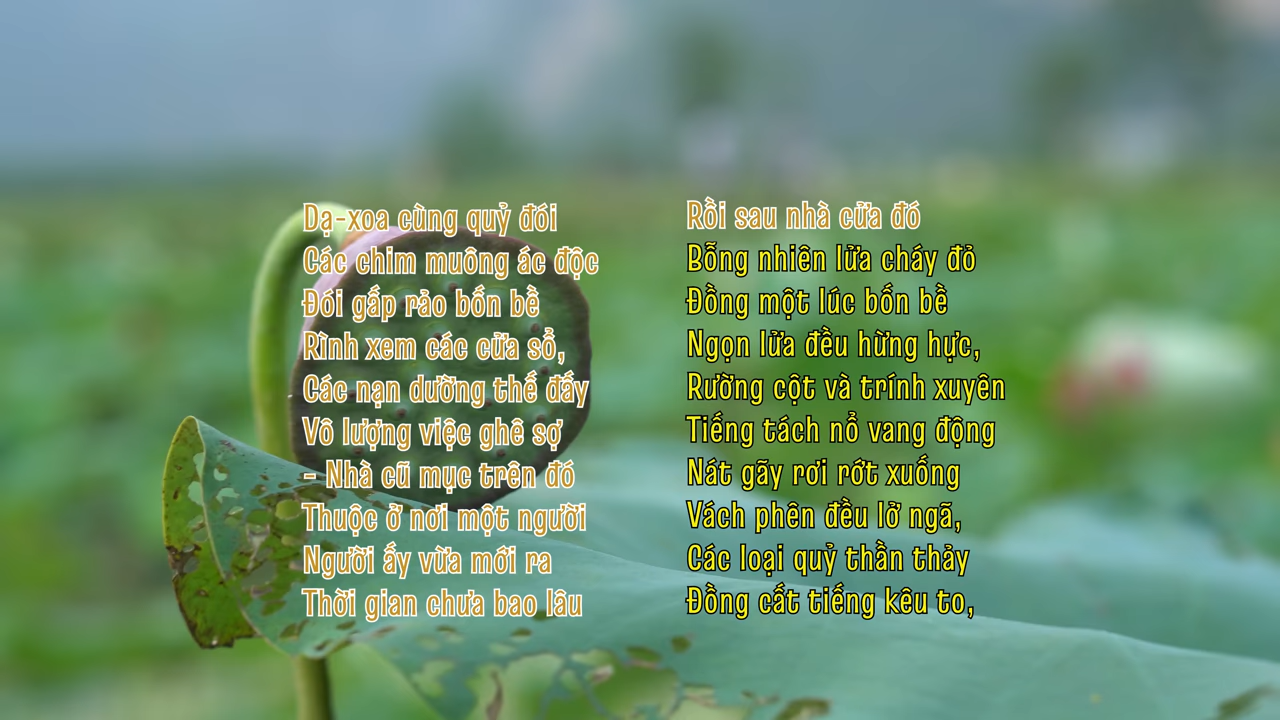 Dạ-xoa cùng quỷ đói
Các chim muông ác độc
Đói gấp rảo bốn bề
Rình xem các cửa sổ,
Các nạn dường thế đấy
Vô lượng việc ghê sợ
- Nhà cũ mục trên đó
Thuộc ở nơi một người
Người ấy vừa mới ra
Thời gian chưa bao lâu
Rồi sau nhà cửa đó
Bỗng nhiên lửa cháy đỏ
Đồng một lúc bốn bề
Ngọn lửa đều hừng hực,
Rường cột và trính xuyên
Tiếng tách nổ vang động
Nát gãy rơi rớt xuống
Vách phên đều lở ngã,
Các loại quỷ thần thảy
Đồng cất tiếng kêu to,